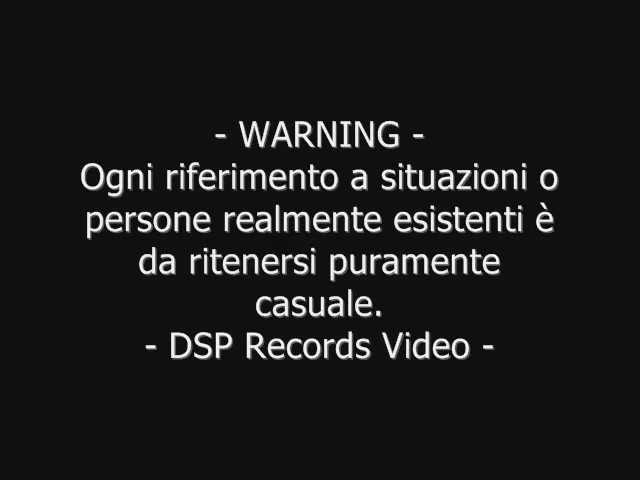 - WARNING -
Ogni riferimento a situazioni o
persone realmente esistenti è
da ritenersi puramente
casuale.
- DSP Records Video -